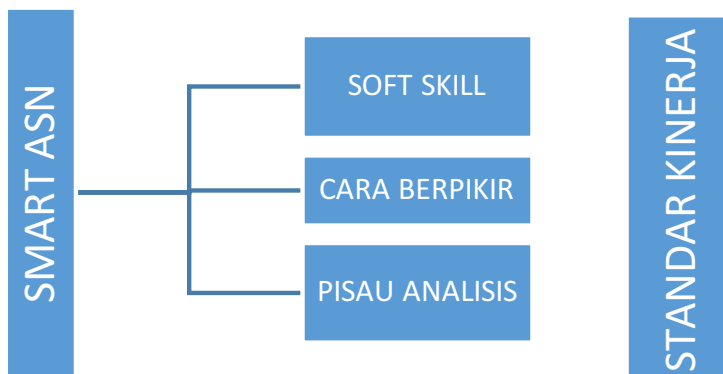 SMART ASN
SOFT SKILL
CARA BERPIKIR
PISAU ANALISIS
STANDAR KINERJA